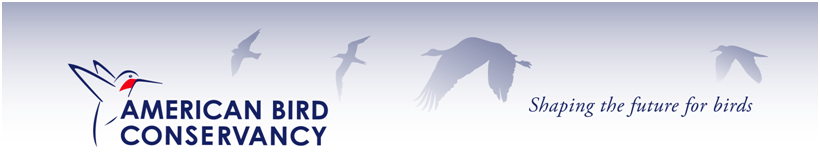 AMERICAN BIRD
CONSERVANCY
Shaping the future for birds